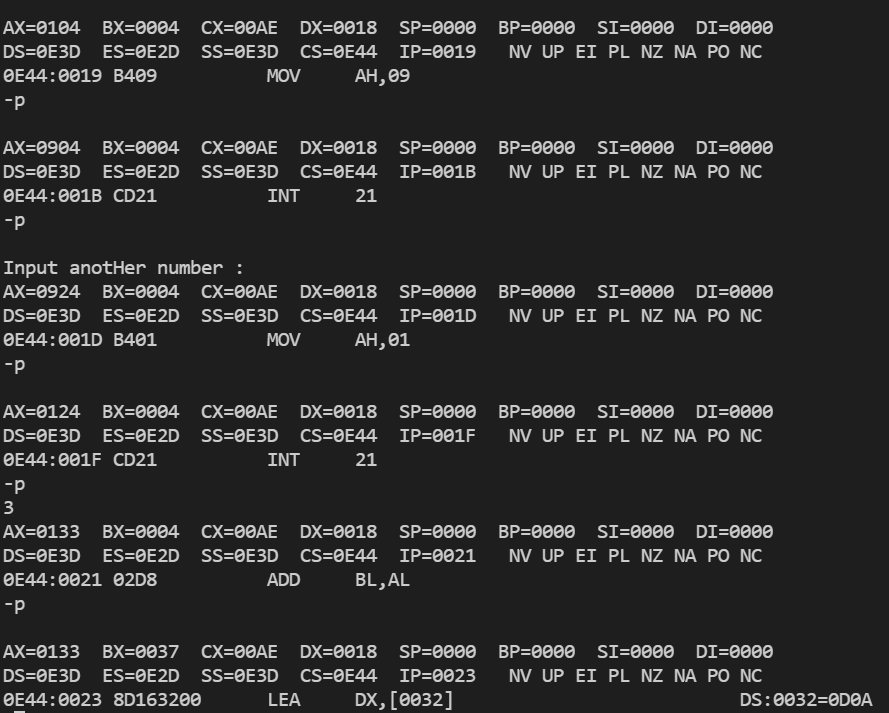 AX=0104  BX=0004  CX=00AE  DX=0018  SP=0000  BP=0000  SI=0000  DI=0000
DS=0E3D  ES=0E2D  SS=0E3D  CS=0E44  IP=0019   NV UP EI PL NZ NA PO NC
0E44:0019 B409          MOV     AH,09
-p
AX=0904  BX=0004  CX=00AE  DX=0018  SP=0000  BP=0000  SI=0000  DI=0000
DS=0E3D  ES=0E2D  SS=0E3D  CS=0E44  IP=001B   NV UP EI PL NZ NA PO NC
0E44:001B CD21          INT     21
-p
Input anotHer number :
AX=0924  BX=0004  CX=00AE  DX=0018  SP=0000  BP=0000  SI=0000  DI=0000
DS=0E3D  ES=0E2D  SS=0E3D  CS=0E44  IP=001D   NV UP EI PL NZ NA PO NC
0E44:001D B401          MOV     AH,01
-p
AX=0124  BX=0004  CX=00AE  DX=0018  SP=0000  BP=0000  SI=0000  DI=0000
DS=0E3D  ES=0E2D  SS=0E3D  CS=0E44  IP=001F   NV UP EI PL NZ NA PO NC
0E44:001F CD21          INT     21
-p
3
AX=0133  BX=0004  CX=00AE  DX=0018  SP=0000  BP=0000  SI=0000  DI=0000
DS=0E3D  ES=0E2D  SS=0E3D  CS=0E44  IP=0021   NV UP EI PL NZ NA PO NC
0E44:0021 02D8          ADD     BL,AL
-p
AX=0133  BX=0037  CX=00AE  DX=0018  SP=0000  BP=0000  SI=0000  DI=0000
DS=0E3D  ES=0E2D  SS=0E3D  CS=0E44  IP=0023   NV UP EI PL NZ NA PO NC
0E44:0023 8D163200      LEA     DX,[0032]                          DS:0032=0D0A